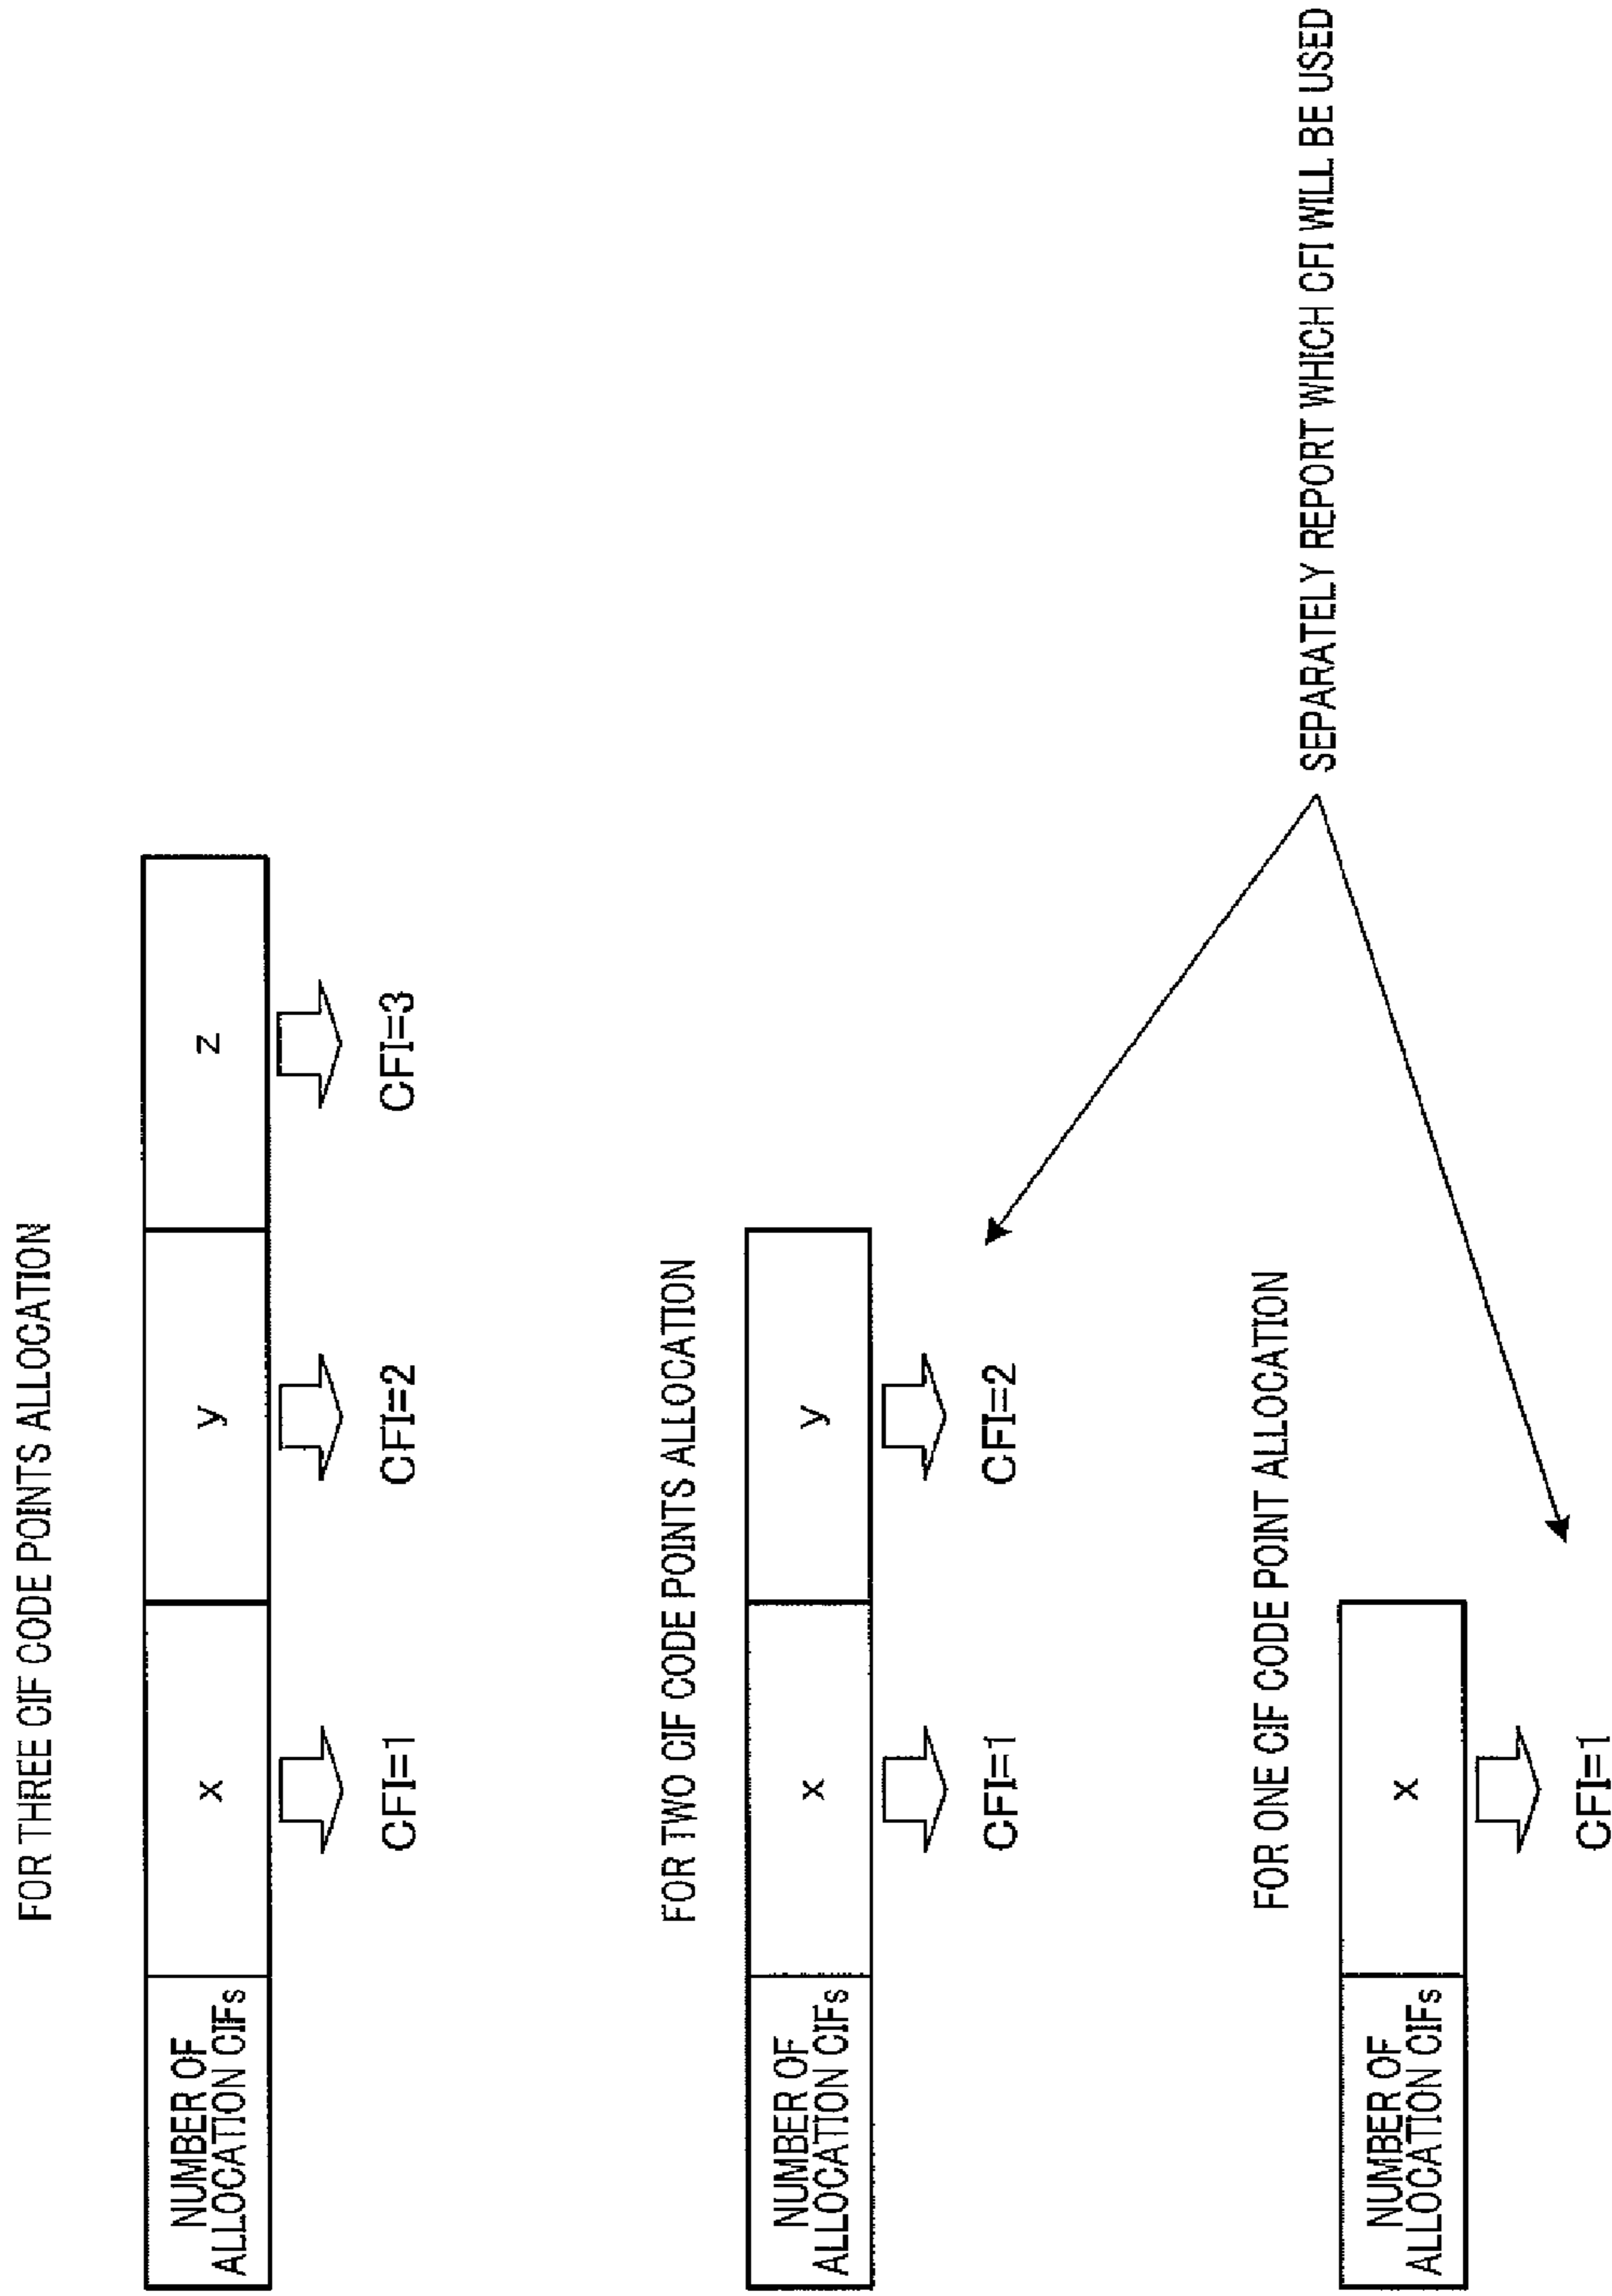 FOR THREE CIF CODE POINTS ALLOCATION
NUMBER OF
ALLOCATION CIFs
x
y
z
CFI=1
CFI=2
CFI=3
FOR TWO CIF CODE POINTS ALLOCATION
NUMBER OF
ALLOCATION CIFs
x
y
CFI=1
CFI=2
FOR ONE CIF CODE POINT ALLOCATION
SEPARATELY REPORT WHICH CFI WILL BE USED
NUMBER OF
ALLOCATION CIFs
x
CFI=1